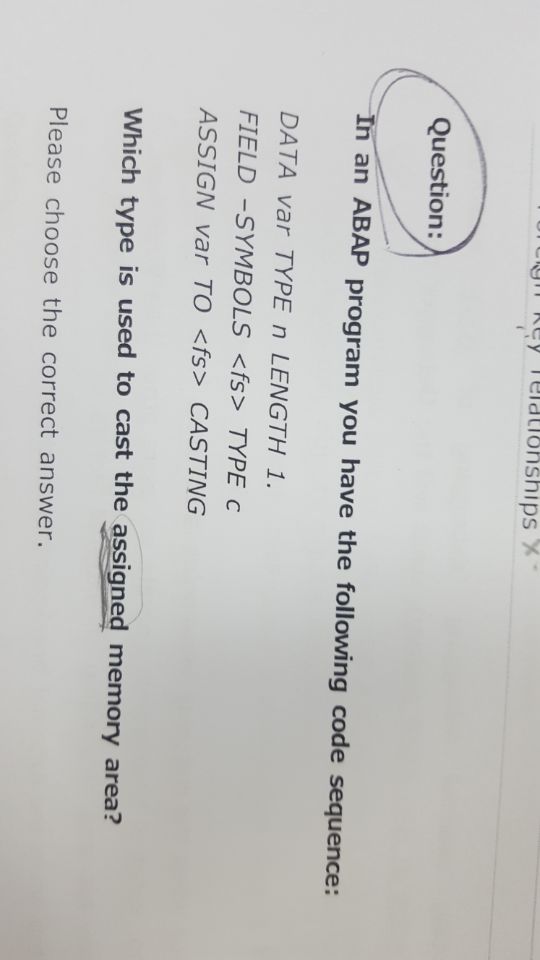 relationships
Question:
In an ABAP program you have the following code sequence:
DATA var TYPE n LENGTH 1.
FIELD -SYMBOLS <fs> TYPE c
ASSIGN var TO <fs> CASTING
Which type is used to cast the assigned memory area?
Please choose the correct answer.